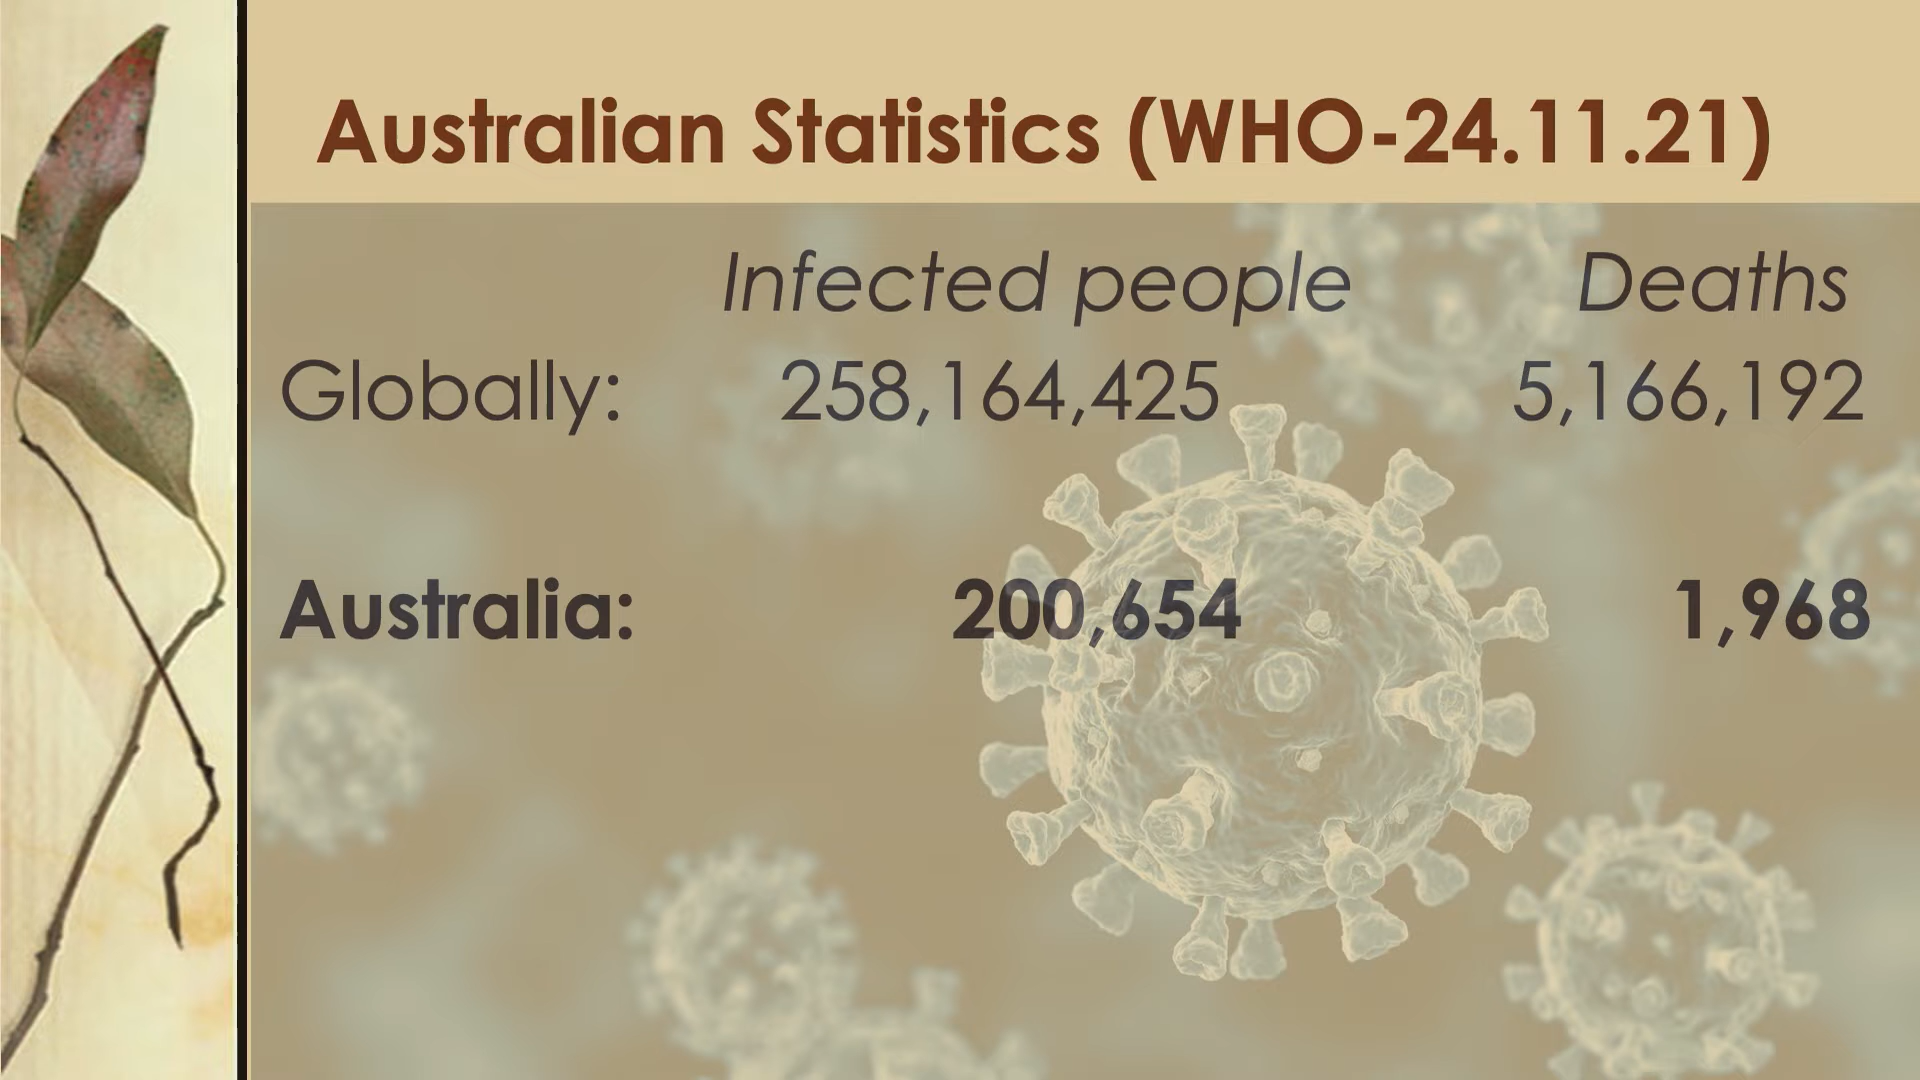 Australian Statistics (WHO-24.11.21)
Infected people Deaths
Globally: 258,164,425 5,166,192
Australia: 200,654 1,968